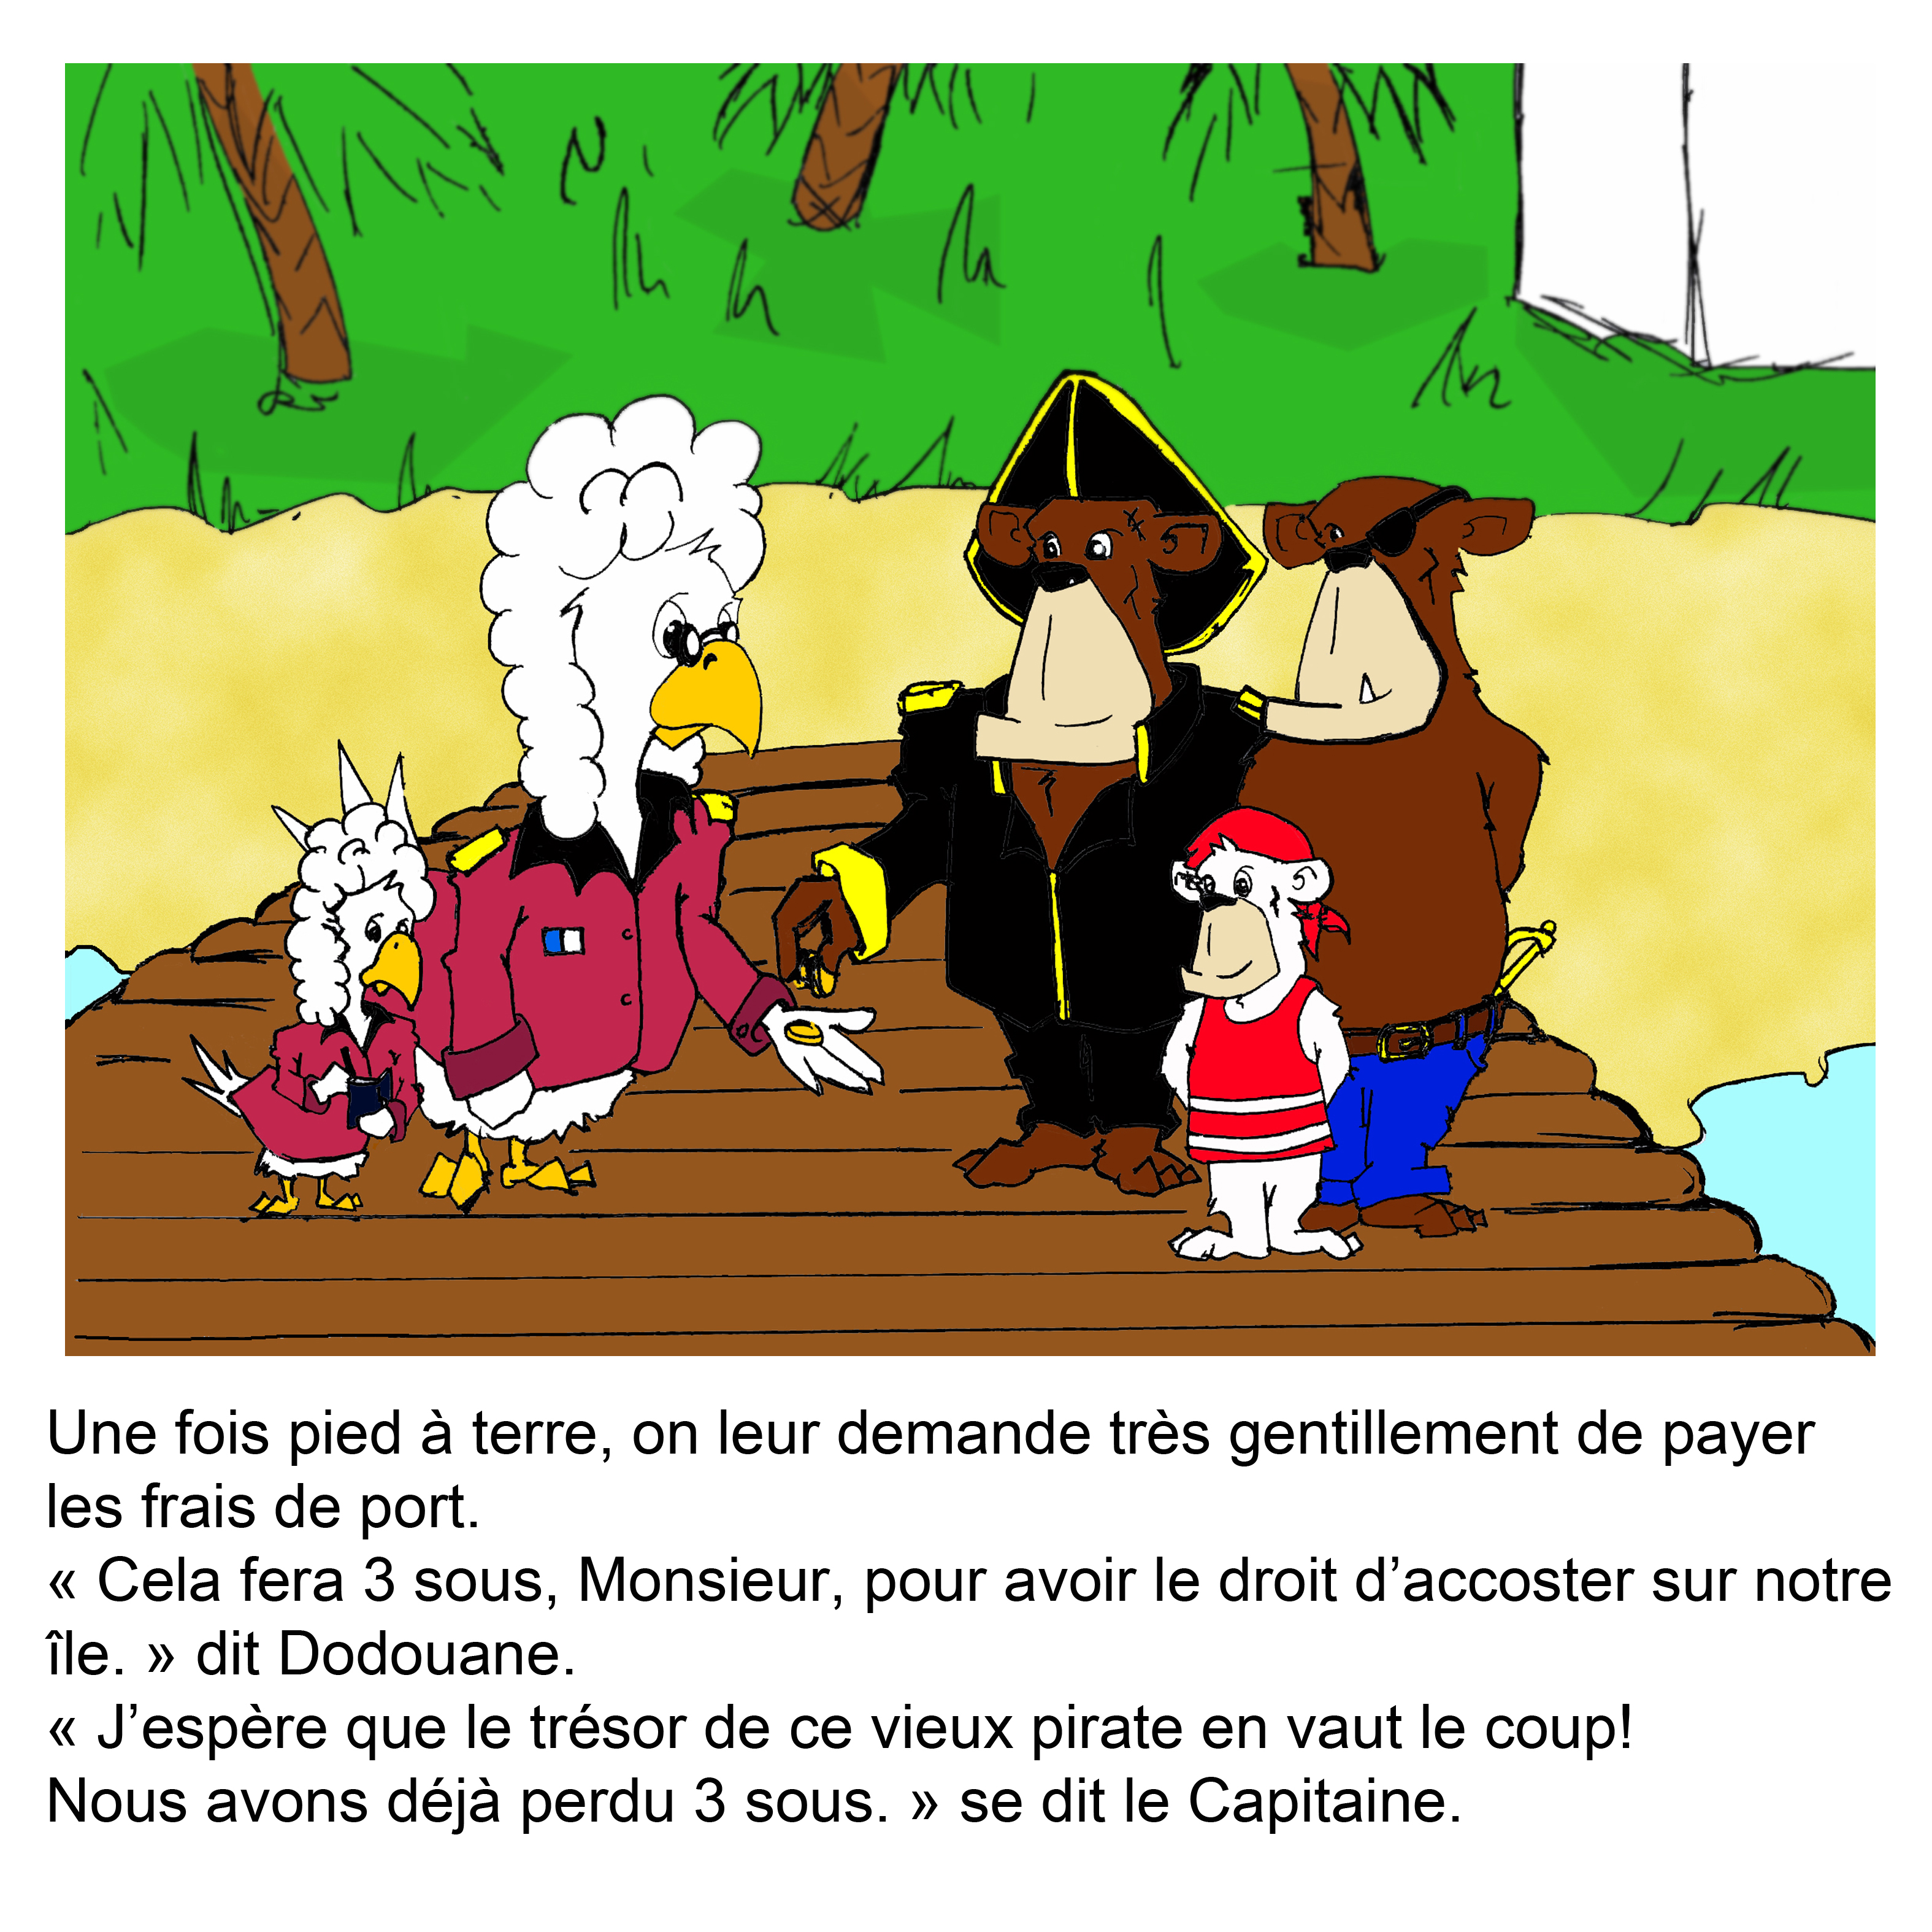 Une fois pied à terre, on leur demande très gentillement de payer
les frais de port.
« Cela fera 3 sous, Monsieur, pour avoir le droit d’accoster sur notre
île. » dit Dodouane.
« J’espère que le trésor de ce vieux pirate en vaut le coup!
Nous avons déjà perdu 3 sous. » se dit le Capitaine.